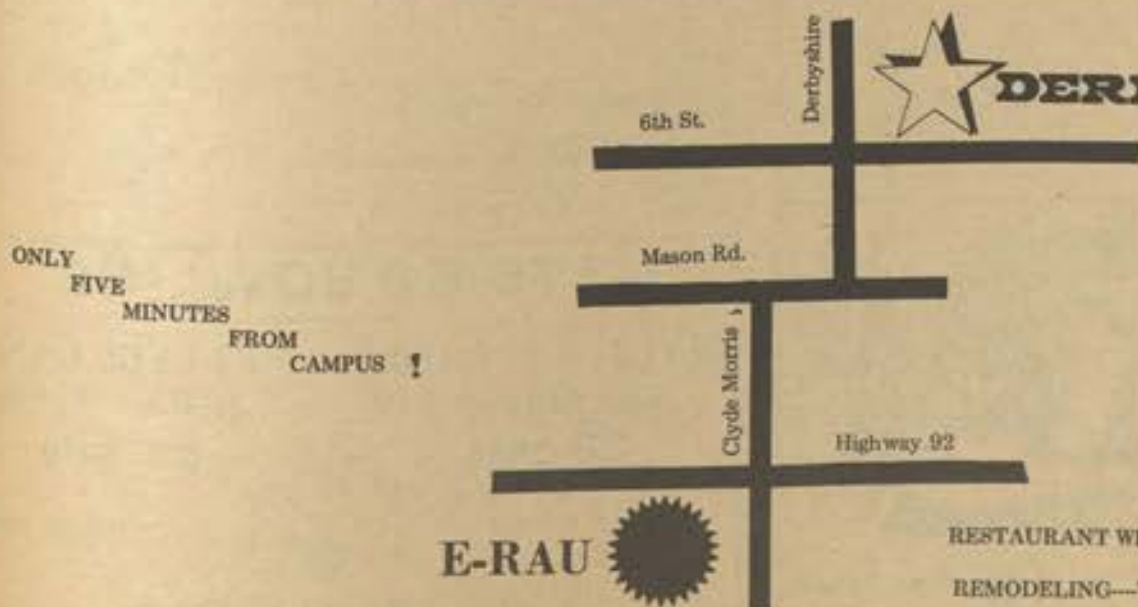 Derbyshire
6th St.
Mason Rd.
ONLY
FIVE
MINUTES
FROM
CAMPUS !
Clyde Morris
Highway 92
E-RAU
RESTAURANT
REMODELING----